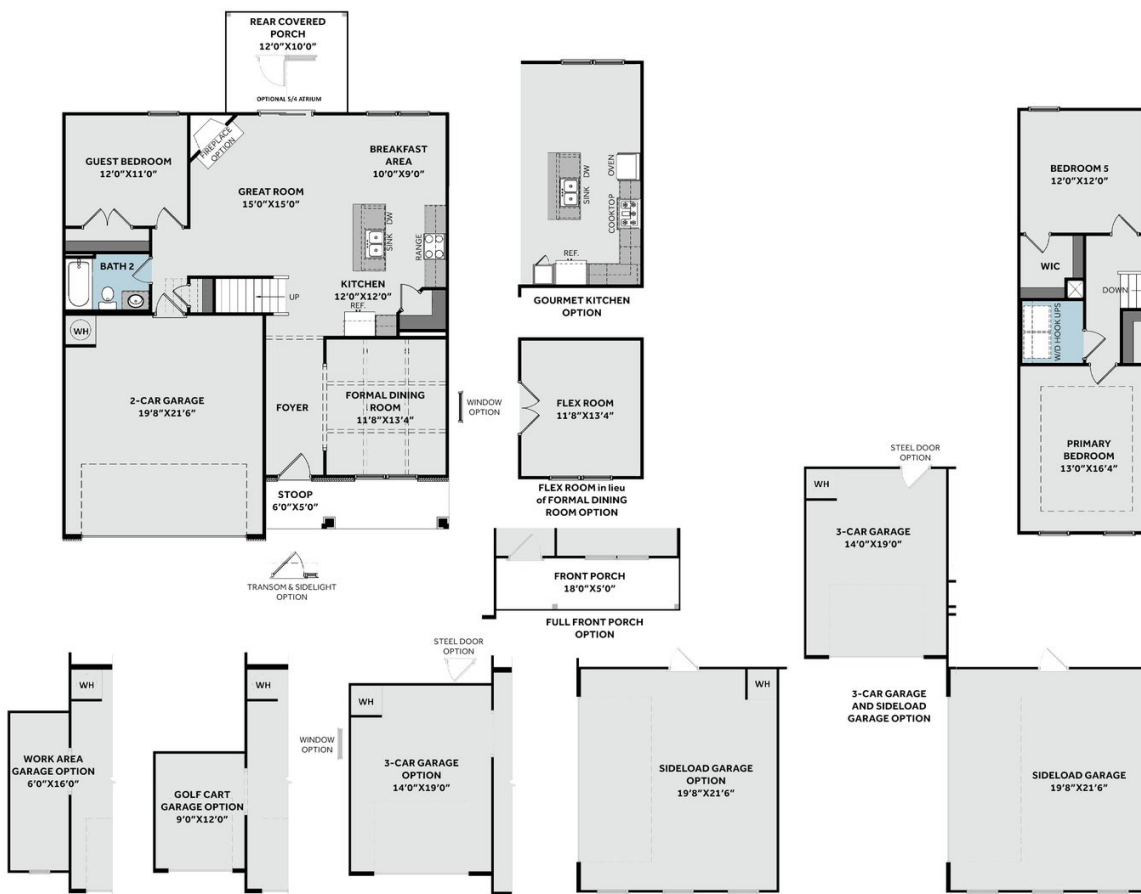 REAR COVERED
PORCH
12'0"X10'0"
OPTIONAL 5/4 ATRIUM
FIREPLACE
OPTION
GUEST BEDROOM
12'0"X11'0"
GREAT ROOM
15'0"X15'0"
BREAKFAST
AREA
10'0"X9'0"
SINK DW
RANGE
BATH 2
UP
KITCHEN
12'0"X12'0"
REF.
WH
2-CAR GARAGE
19'8"X21'6"
FOYER
FORMAL DINING
ROOM
11'8"X13'4"
WINDOW
OPTION
STOOP
6'0"X5'0"
TRANSOM & SIDELIGHT
OPTION
SINK DW
OVEN
COOKTOP
REF.
GOURMET KITCHEN
OPTION
FLEX ROOM
11'8"X13'4"
FLEX ROOM in lieu
of FORMAL DINING
ROOM OPTION
FRONT PORCH
18'0"X5'0"
FULL FRONT PORCH
OPTION
BEDROOM 5
12'0"X12'0"
WIC
DOWN
W/D HOOK UPS
PRIMARY
BEDROOM
13'0"X16'4"
STEEL DOOR
OPTION
WH
3-CAR GARAGE
14'0"X19'0"
3-CAR GARAGE
AND SIDELOAD
GARAGE OPTION
WH
WORK AREA
GARAGE OPTION
6'0"X16'0"
WH
GOLF CART
GARAGE OPTION
9'0"X12'0"
STEEL DOOR
OPTION
WINDOW
OPTION
WH
3-CAR GARAGE
OPTION
14'0"X19'0"
WH
SIDELOAD GARAGE
OPTION
19'8"X21'6"
SIDELOAD GARAGE
19'8"X21'6"